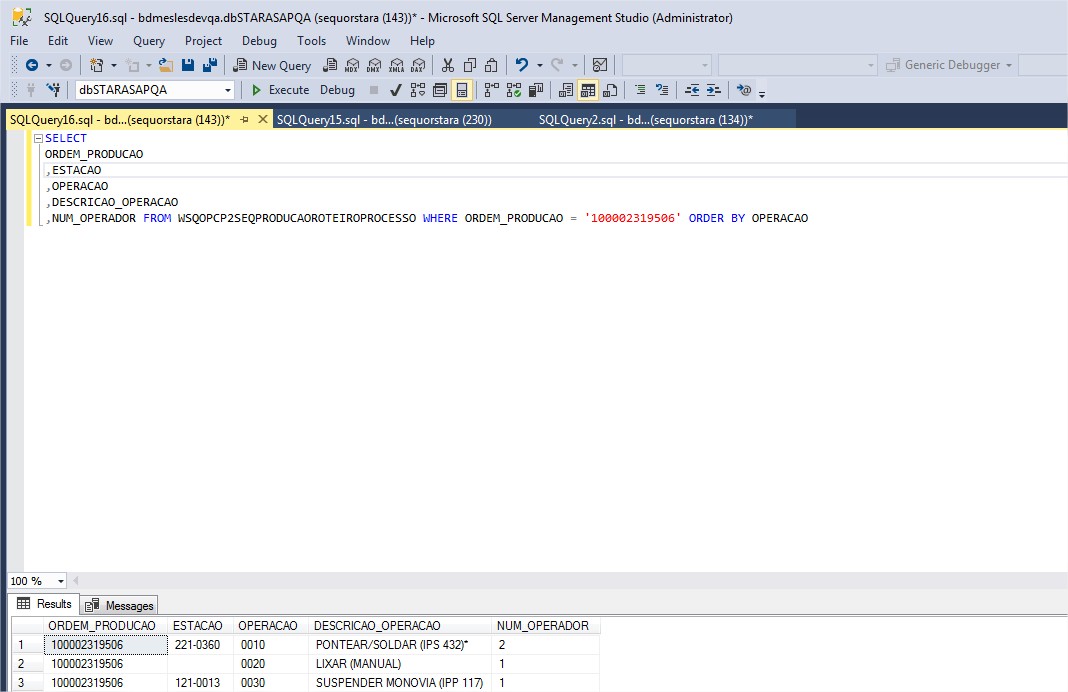 SQLQuery16.sql - bdmeslesdevqa.dbSTARASAPQA (sequorstara (143))* - Microsoft SQL Server Management Studio (Administrator)
File Edit View Query Project Debug Tools Window Help
New Query MDX DMX XMLA DAX Generic Debugger
dbSTARASAPQA Execute Debug
SQLQuery16.sql - bd...(sequorstara (143))* SQLQuery15.sql - bd...(sequorstara (230)) SQLQuery2.sql - bd...(sequorstara (134))*
SELECT
ORDEM_PRODUCAO
,ESTACAO
,OPERACAO
,DESCRICAO_OPERACAO
,NUM_OPERADOR FROM WSQOPCP2SEQPRODUCAOROTEIROPROCESSO WHERE ORDEM_PRODUCAO = '100002319506' ORDER BY OPERACAO
100 %
Results Messages
ORDEM_PRODUCAO ESTACAO OPERACAO DESCRICAO_OPERACAO NUM_OPERADOR
1 100002319506 221-0360 0010 PONTEAR/SOLDAR (IPS 432)* 2
2 100002319506 0020 LIXAR (MANUAL) 1
3 100002319506 121-0013 0030 SUSPENDER MONOVIA (IPP 117) 1